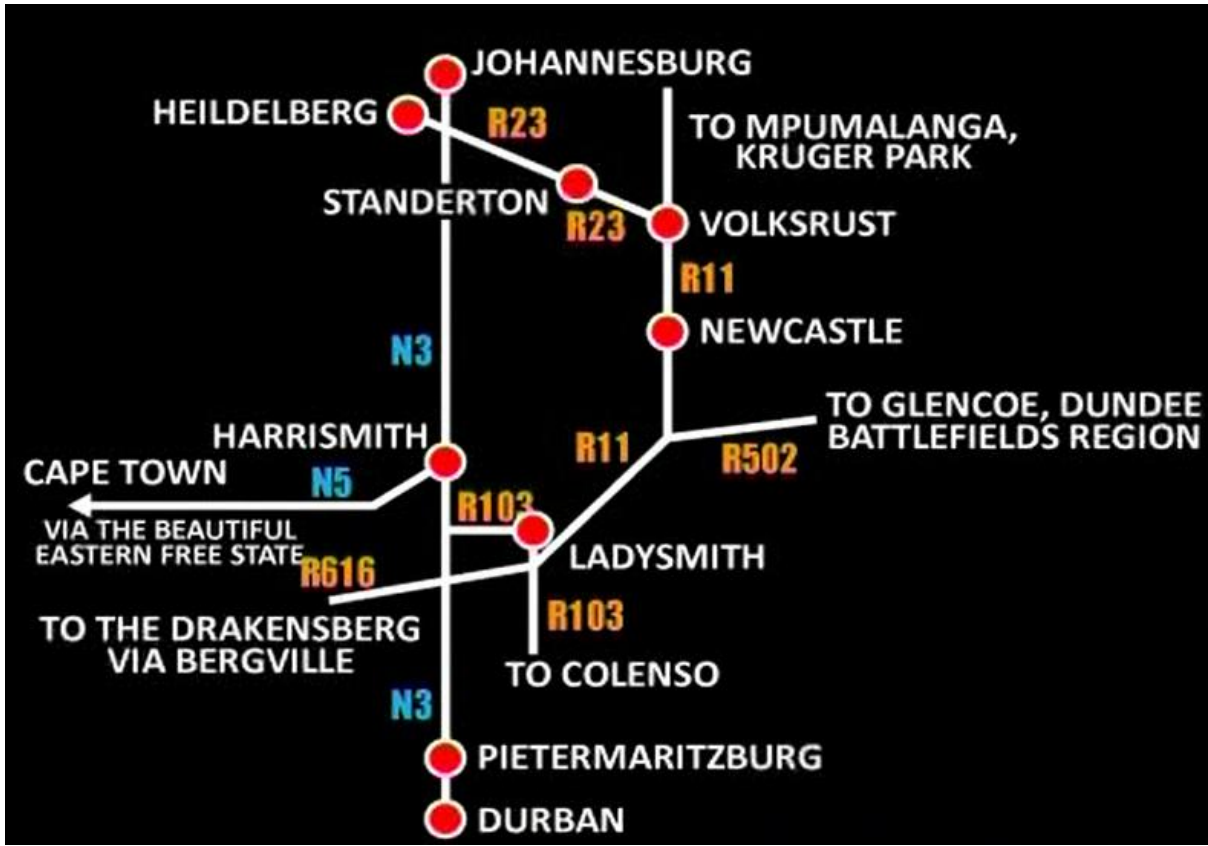 JOHANNESBURG
HEILDELBERG
R23
TO MPUMALANGA,
KRUGER PARK
STANDERTON
R23
VOLKSRUST
R11
NEWCASTLE
N3
TO GLENCOE, DUNDEE
BATTLEFIELDS REGION
HARRISMITH
R11
R502
CAPE TOWN
N5
R103
VIA THE BEAUTIFUL
EASTERN FREE STATE
LADYSMITH
R616
R103
TO THE DRAKENSBERG
VIA BERGVILLE
TO COLENSO
N3
PIETERMARITZBURG
DURBAN